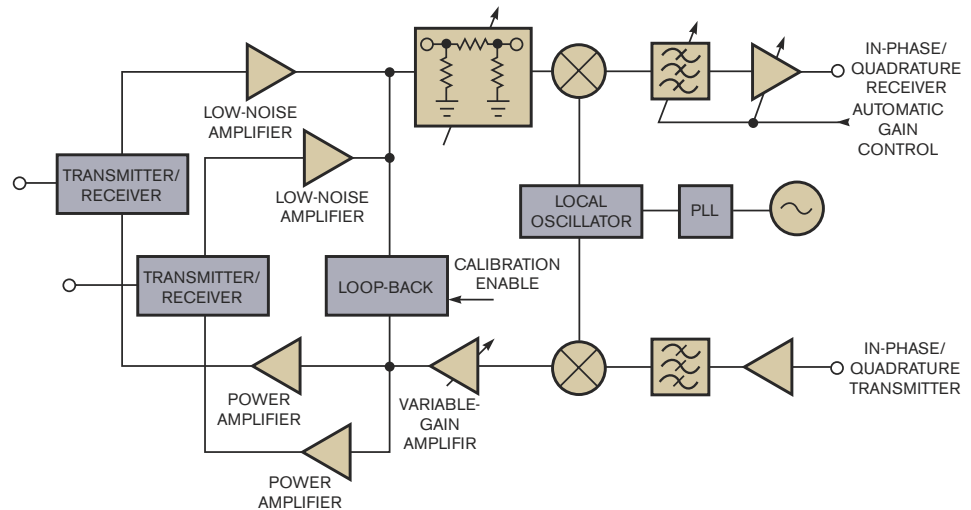 IN-PHASE/
QUADRATURE
RECEIVER
LOW-NOISE
AMPLIFIER
AUTOMATIC
GAIN
CONTROL
TRANSMITTER/
RECEIVER
LOW-NOISE
AMPLIFIER
LOCAL
OSCILLATOR
PLL
TRANSMITTER/
RECEIVER
LOOP-BACK
CALIBRATION
ENABLE
POWER
AMPLIFIER
VARIABLE-
GAIN
AMPLIFIR
IN-PHASE/
QUADRATURE
TRANSMITTER
POWER
AMPLIFIER